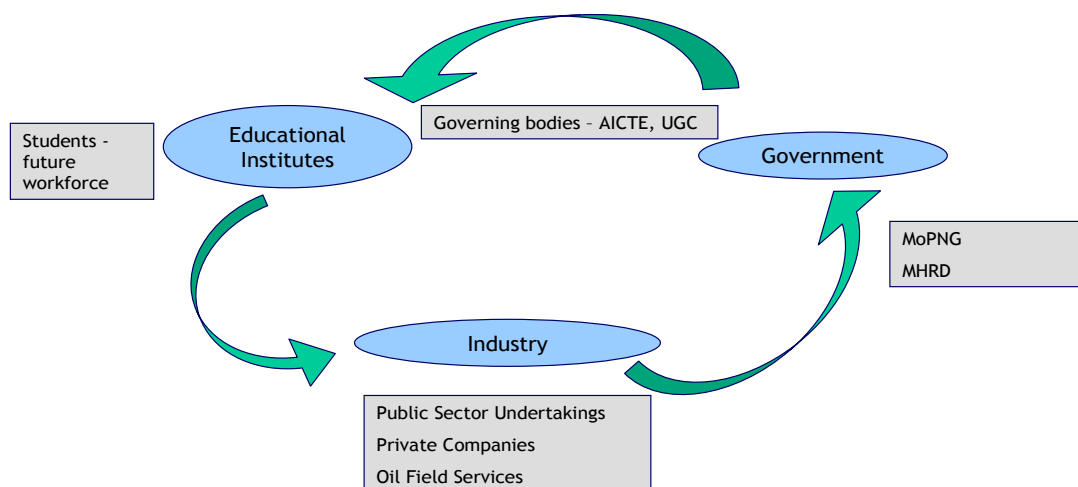 Governing bodies – AICTE, UGC
Educational
Institutes
Students -
future
workforce
Government
MoPNG
MHRD
Industry
Public Sector Undertakings
Private Companies
Oil Field Services